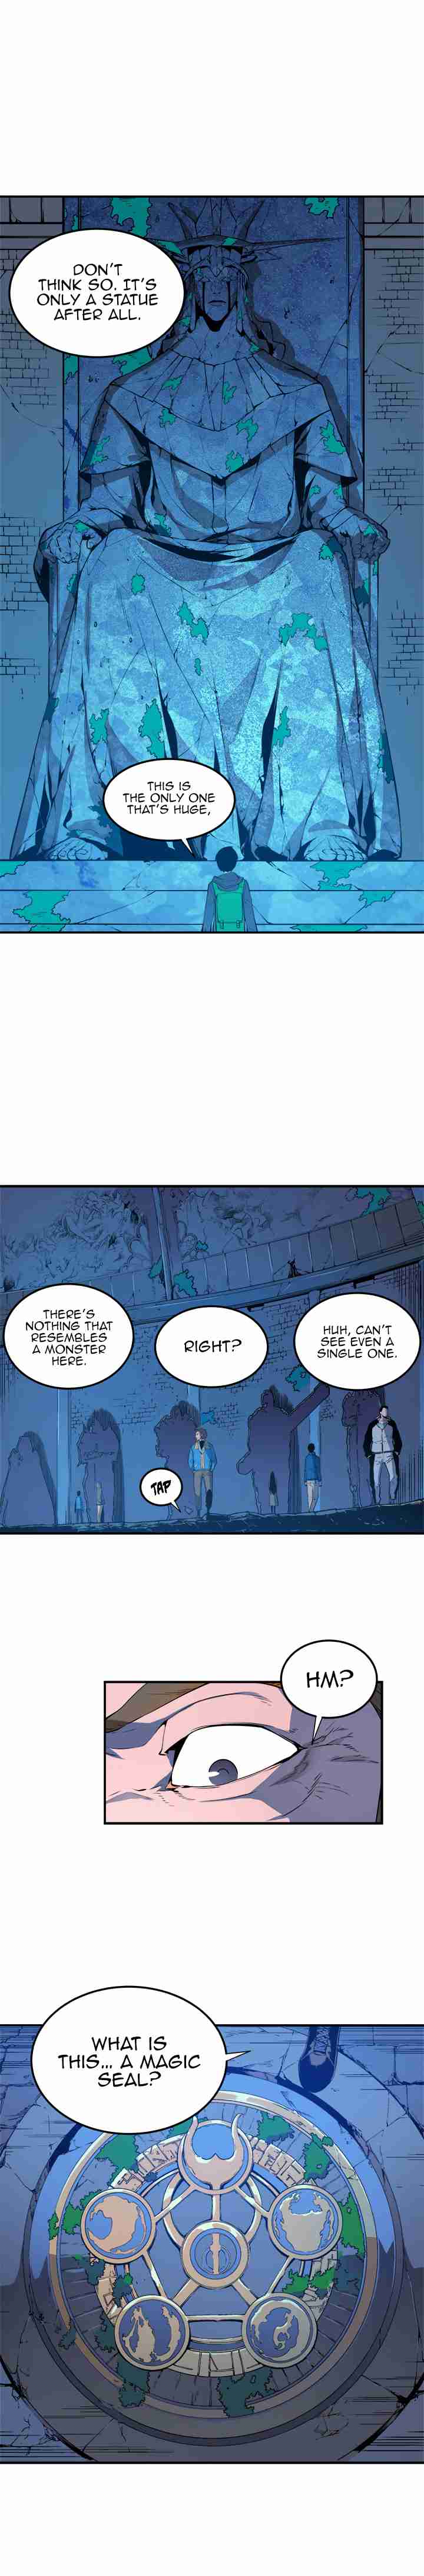 DON'T
THINK SO. IT'S
ONLY A STATUE
AFTER ALL.
THIS IS
THE ONLY ONE
THAT'S HUGE,
THERE'S
NOTHING THAT
RESEMBLES
A MONSTER
HERE.
RIGHT?
HUH, CAN'T
SEE EVEN A
SINGLE ONE.
TAP
HM?
WHAT IS
THIS... A MAGIC
SEAL?